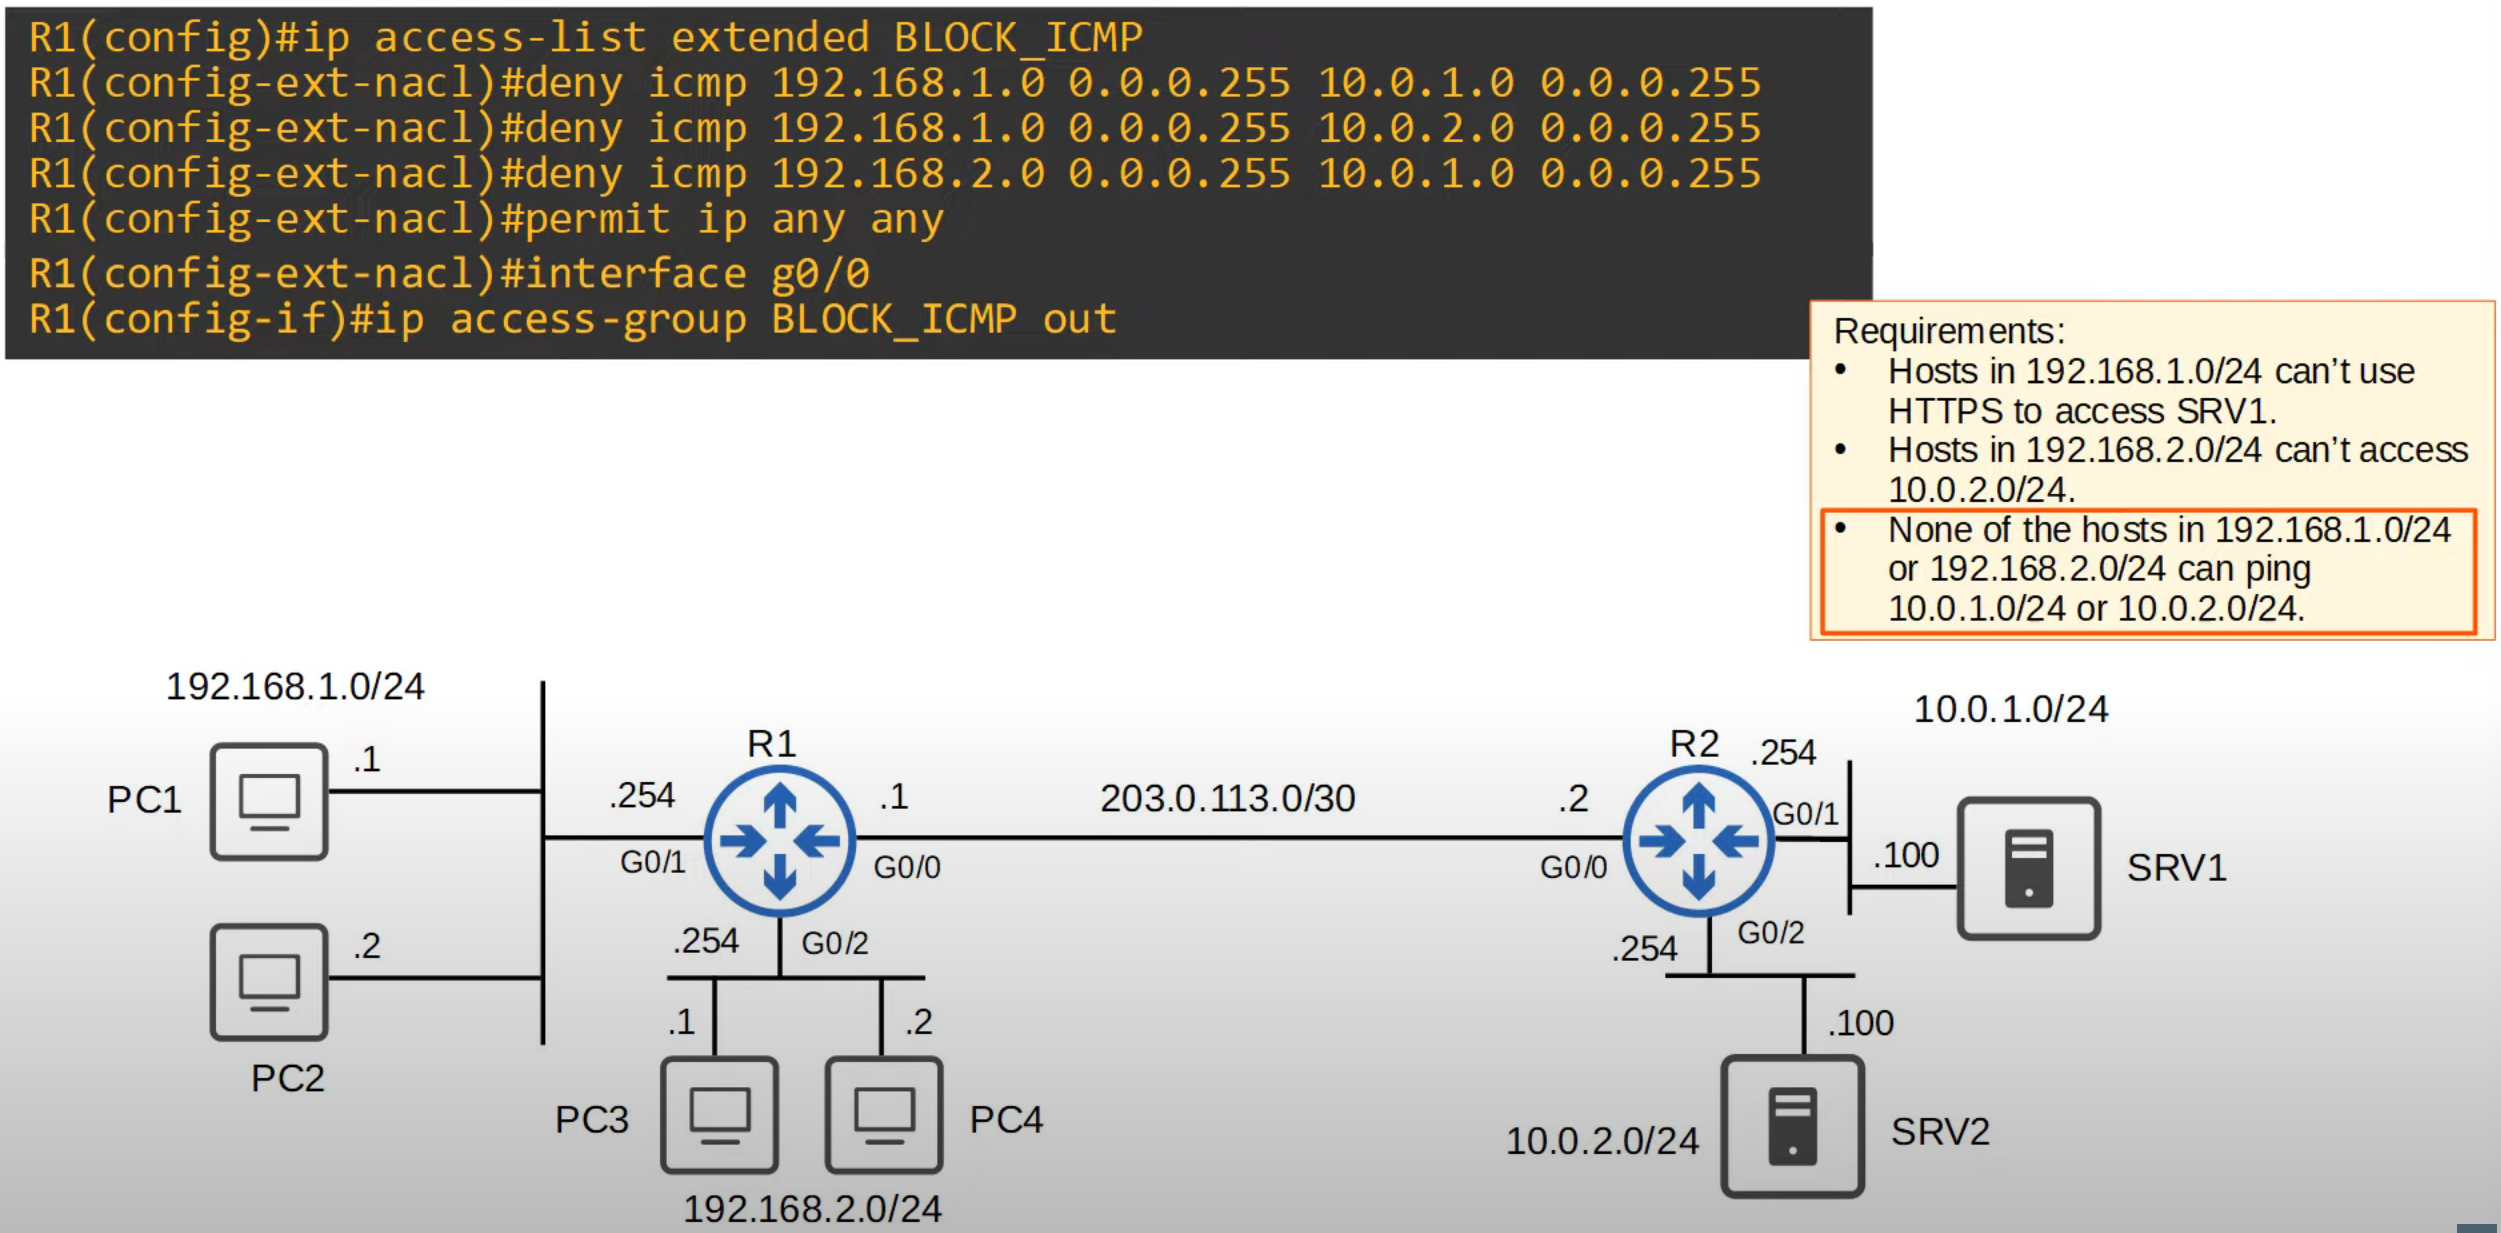 R1(config)#ip access-list extended BLOCK_ICMP
R1(config-ext-nacl)#deny icmp 192.168.1.0 0.0.0.255 10.0.1.0 0.0.0.255
R1(config-ext-nacl)#deny icmp 192.168.1.0 0.0.0.255 10.0.2.0 0.0.0.255
R1(config-ext-nacl)#deny icmp 192.168.2.0 0.0.0.255 10.0.1.0 0.0.0.255
R1(config-ext-nacl)#permit ip any any
R1(config-ext-nacl)#interface g0/0
R1(config-if)#ip access-group BLOCK_ICMP out
Requirements:
• Hosts in 192.168.1.0/24 can't use
HTTPS to access SRV1.
• Hosts in 192.168.2.0/24 can't access
10.0.2.0/24.
• None of the hosts in 192.168.1.0/24
or 192.168.2.0/24 can ping
10.0.1.0/24 or 10.0.2.0/24.
192.168.1.0/24
10.0.1.0/24
R1
R2
.254
.1
PC1
.254
.1
203.0.113.0/30
.2
G0/1
G0/1
G0/0
G0/0
.100
SRV1
.2
.254
G0/2
.254
G0/2
PC2
.1
.2
.100
PC3
PC4
10.0.2.0/24
SRV2
192.168.2.0/24